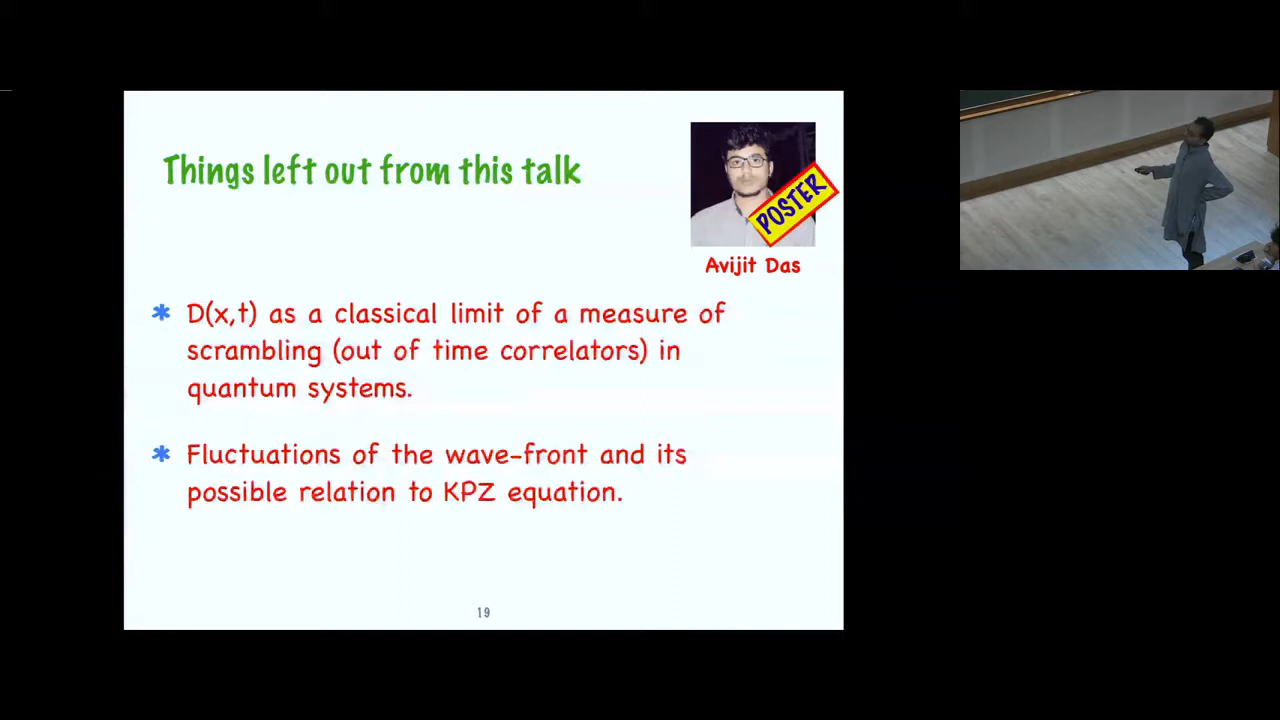 Things left out from this talk
POSTER
Avijit Das
* D(x,t) as a classical limit of a measure of
scrambling (out of time correlators) in
quantum systems.
* Fluctuations of the wave-front and its
possible relation to KPZ equation.
19